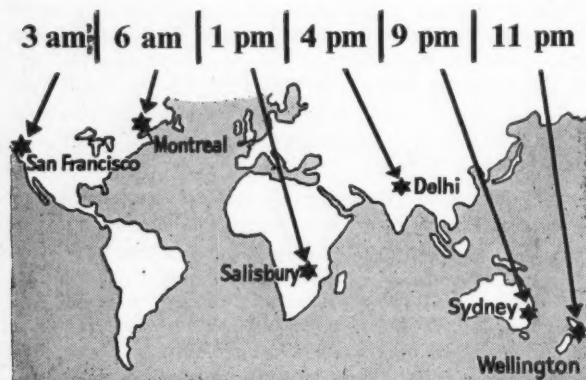 3 am | 6 am | 1 pm | 4 pm | 9 pm | 11 pm
San Francisco
Montreal
Delhi
Salisbury
Sydney
Wellington